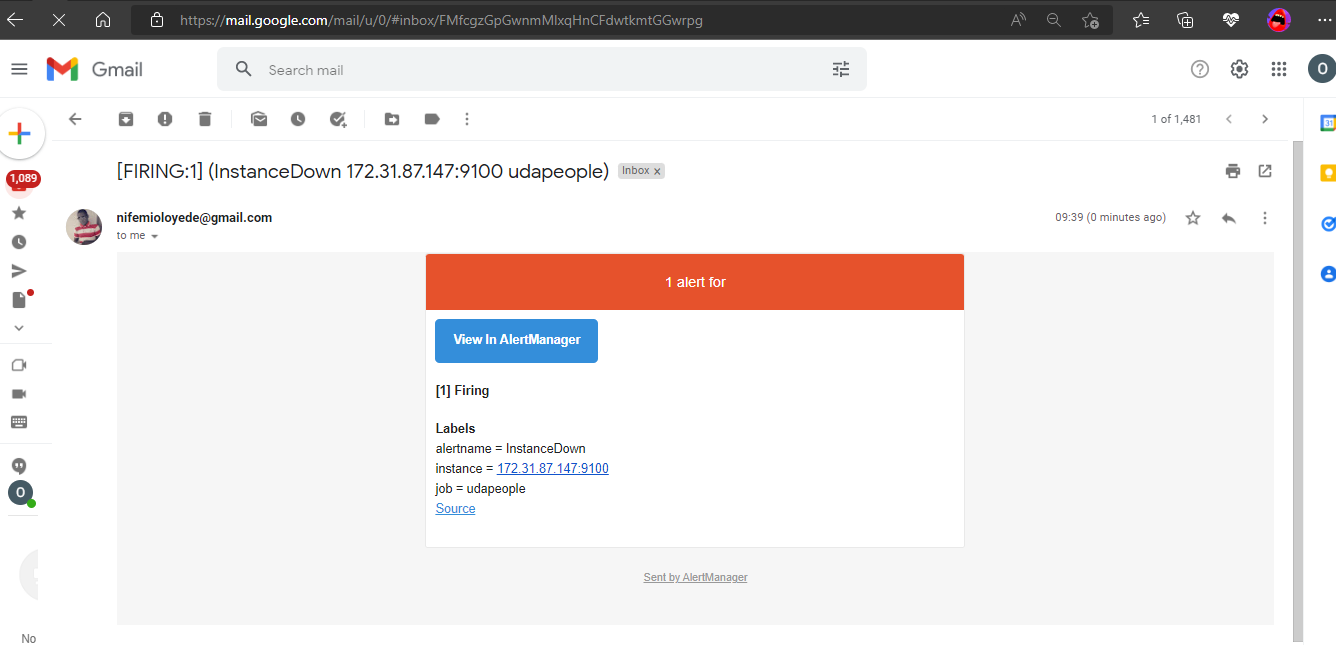 https://mail.google.com/mail/u/0/#inbox/FMfcgzGpGwnmMlxqHnCFdwtkmtGGwrpg
Gmail
Search mail
O
1 of 1,481
31
1,089
[FIRING:1] (InstanceDown 172.31.87.147:9100 udapeople)
Inbox x
nifemioloyede@gmail.com
09:39 (0 minutes ago)
to me
1 alert for
View In AlertManager
[1] Firing
Labels
alertname = InstanceDown
instance = 172.31.87.147:9100
job = udapeople
O
Source
Sent by AlertManager
No